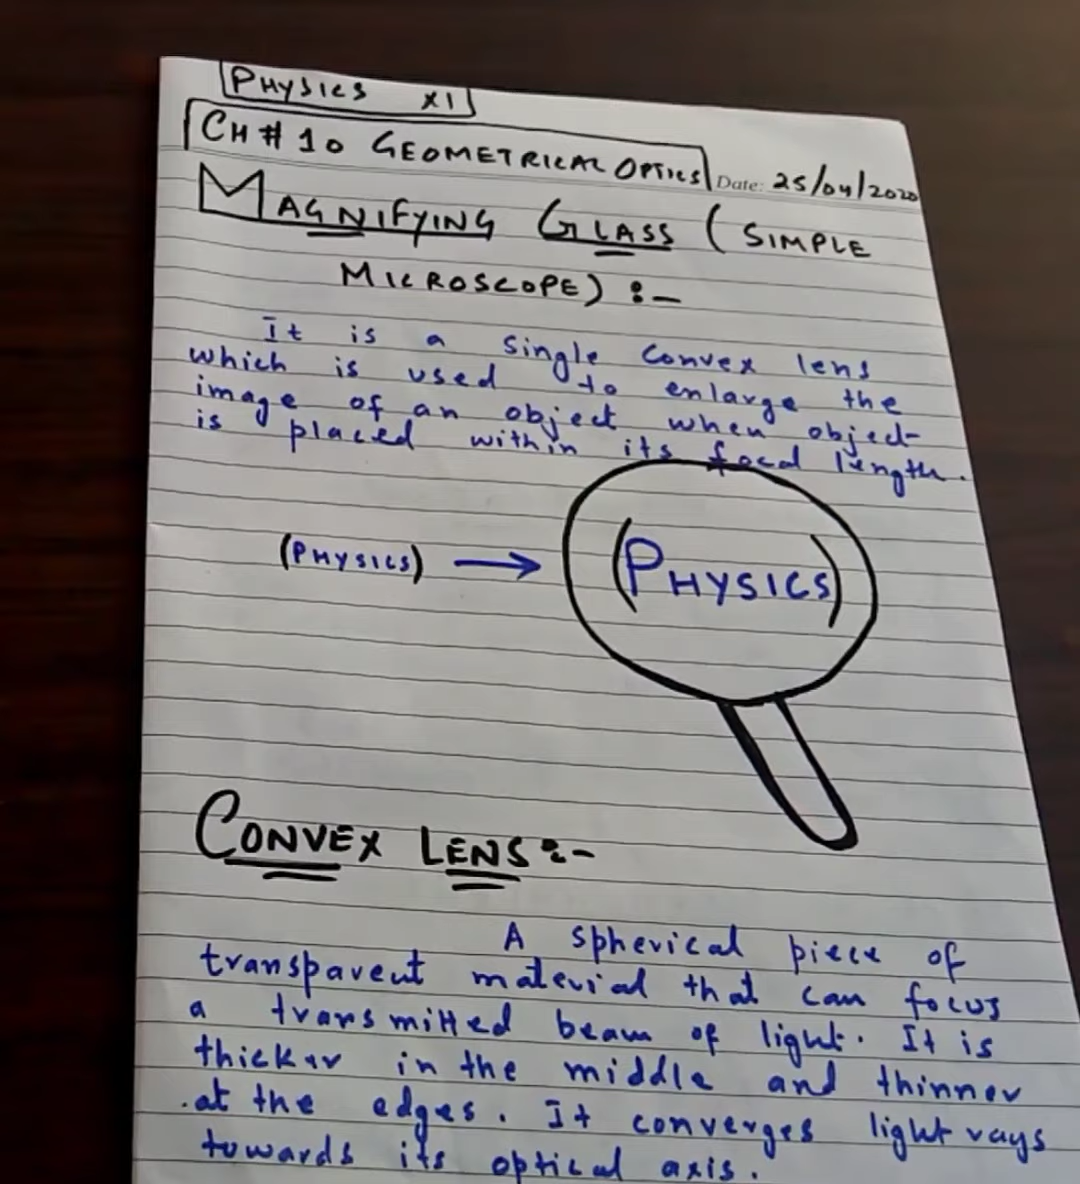 PHYSICS XI
CH # 10 GEOMETRICAL OPTICS Date: 25/04/2020
MAGNIFYING GLASS (SIMPLE
MICROSCOPE) :-
It is a single convex lens
which is used to enlarge the
image of an object when object
is placed within its focal length.
(PHYSICS) → (PHYSICS)
CONVEX LENS :-
A spherical piece of
transparent material that can focus
a transmitted beam of light. It is
thicker in the middle and thinner
at the edges. It converges light rays
towards its optical axis.